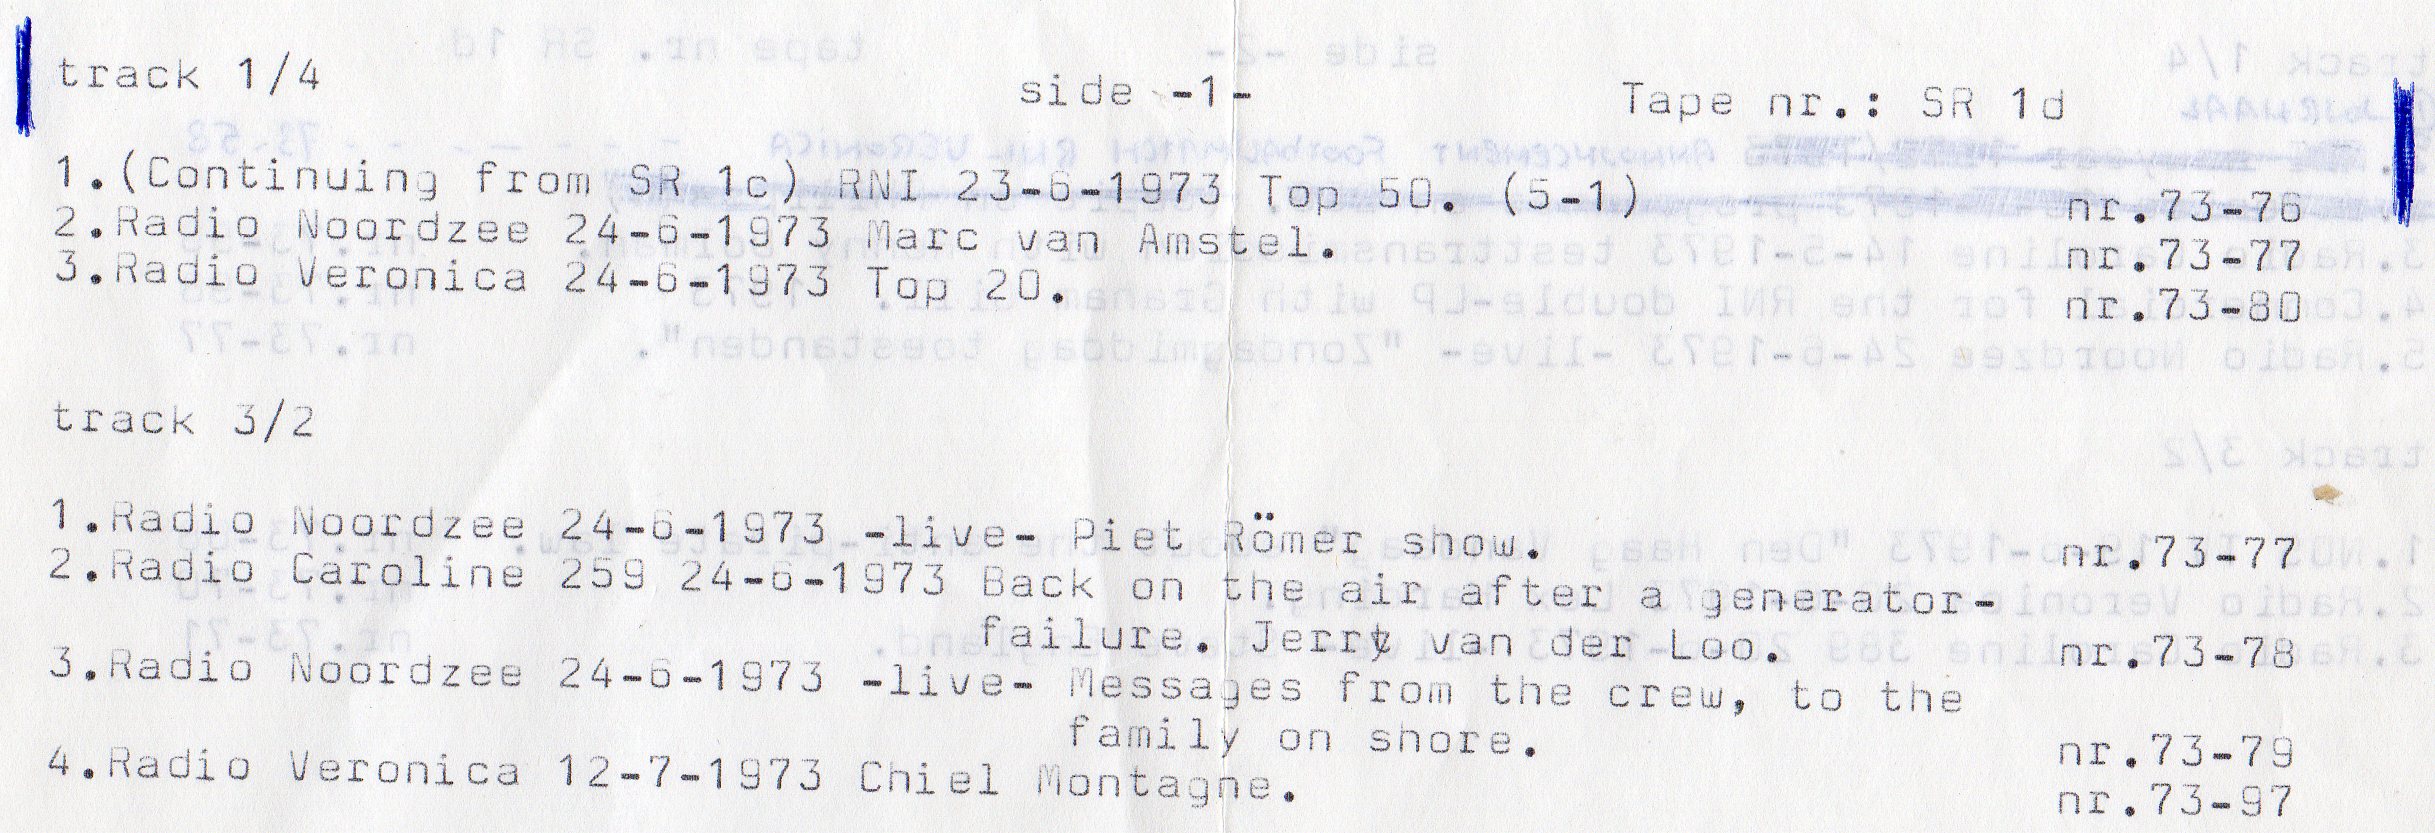 track 1/4 side -1- Tape nr.: SR 1d
1.(Continuing from SR 1c) RNI 23-6-1973 Top 50. (5-1) nr.73-76
2.Radio Noordzee 24-6-1973 Marc van Amstel. nr.73-77
3.Radio Veronica 24-6-1973 Top 20. nr.73-80
track 3/2
1.Radio Noordzee 24-6-1973 -live- Piet Römer show. nr.73-77
2.Radio Caroline 259 24-6-1973 Back on the air after a generator-
failure. Jerry van der Loo. nr.73-78
3.Radio Noordzee 24-6-1973 -live- Messages from the crew, to the
family on shore. nr.73-79
4.Radio Veronica 12-7-1973 Chiel Montagne. nr.73-97